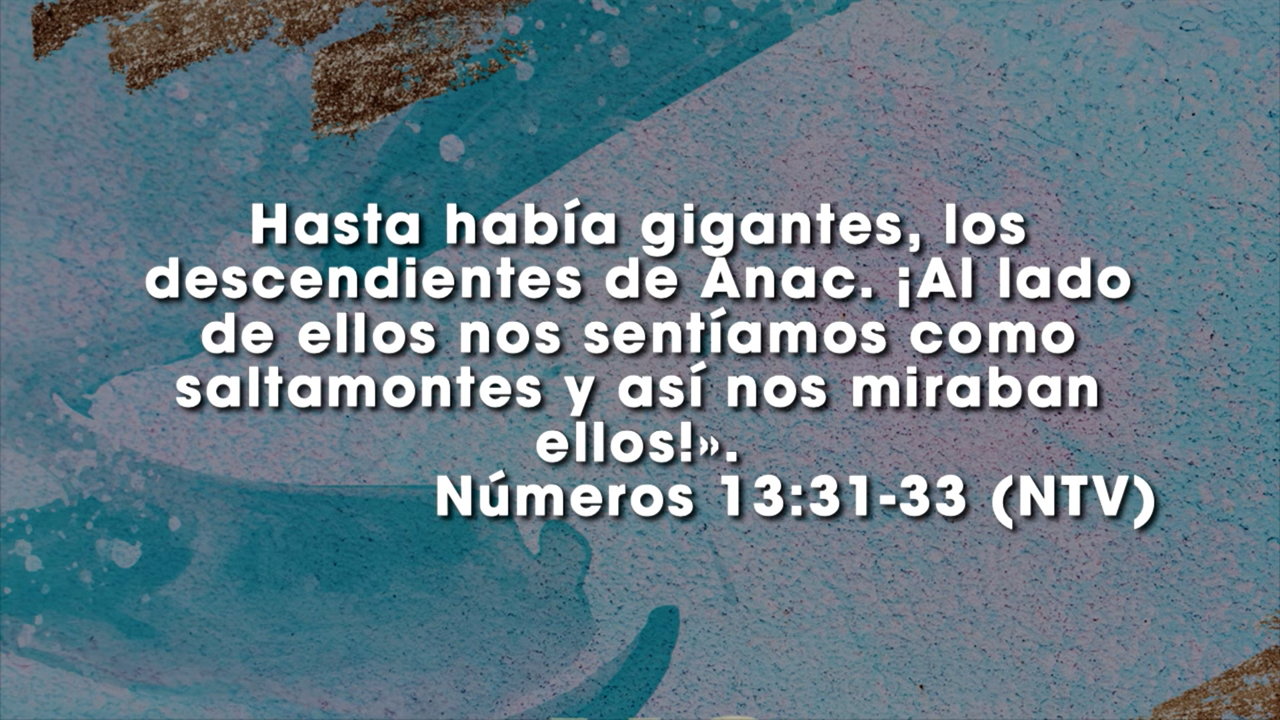 Hasta había gigantes, los
descendientes de Anac. ¡Al lado
de ellos nos sentíamos como
saltamontes y así nos miraban
ellos!».
Números 13:31-33 (NTV)